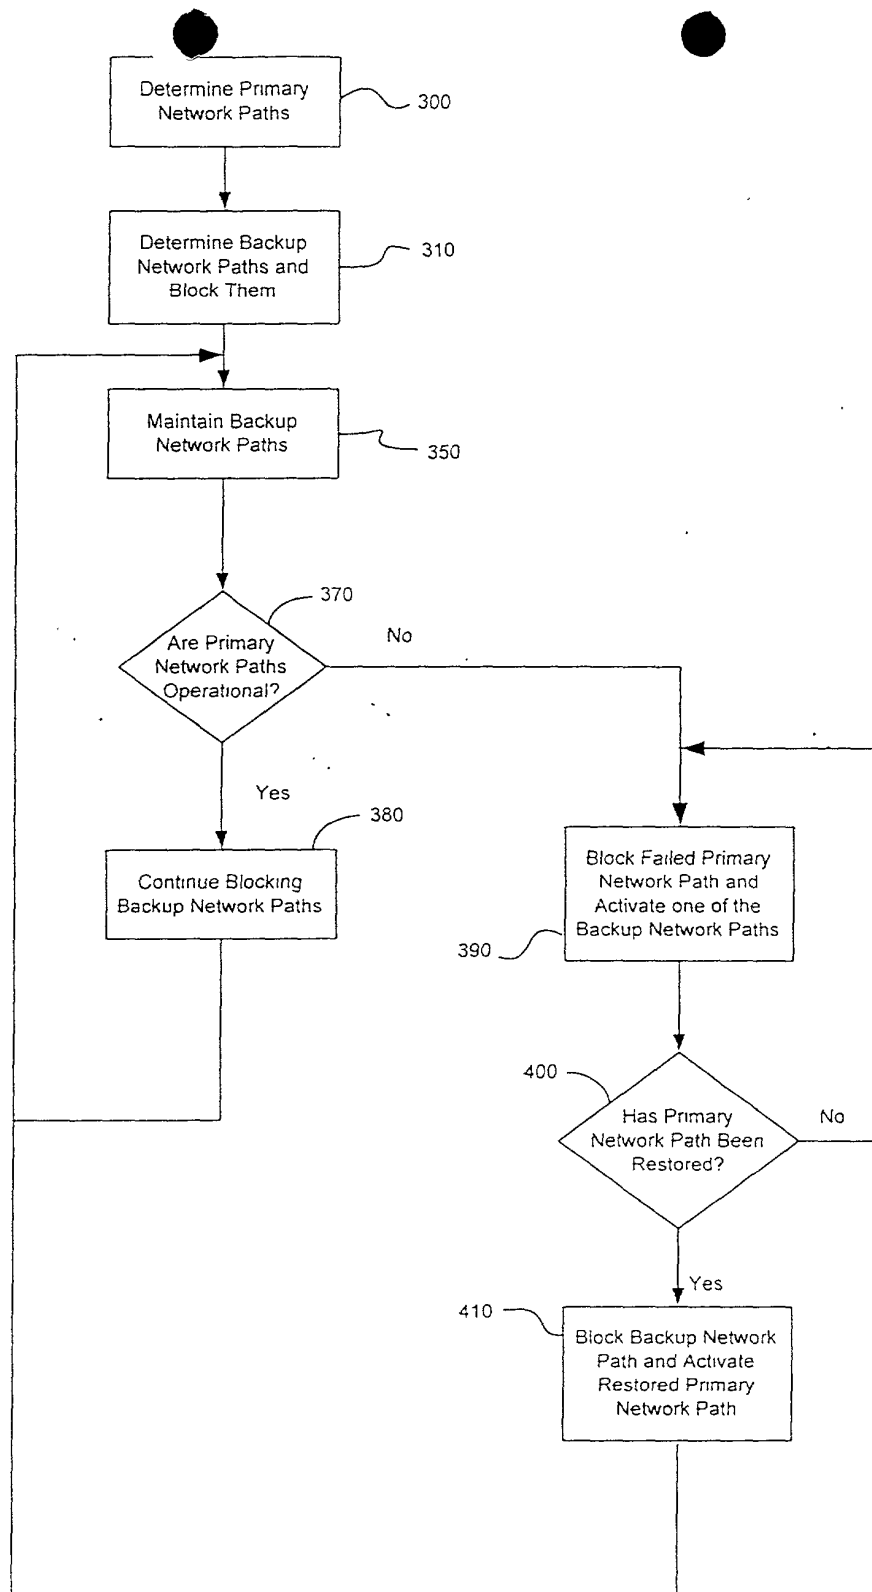 Determine Primary
Network Paths
300
Determine Backup
Network Paths and
Block Them
310
Maintain Backup
Network Paths
350
370
Are Primary
Network Paths
Operational?
No
Yes
380
Continue Blocking
Backup Network Paths
Block Failed Primary
Network Path and
Activate one of the
Backup Network Paths
390
400
Has Primary
Network Path Been
Restored?
No
Yes
410
Block Backup Network
Path and Activate
Restored Primary
Network Path